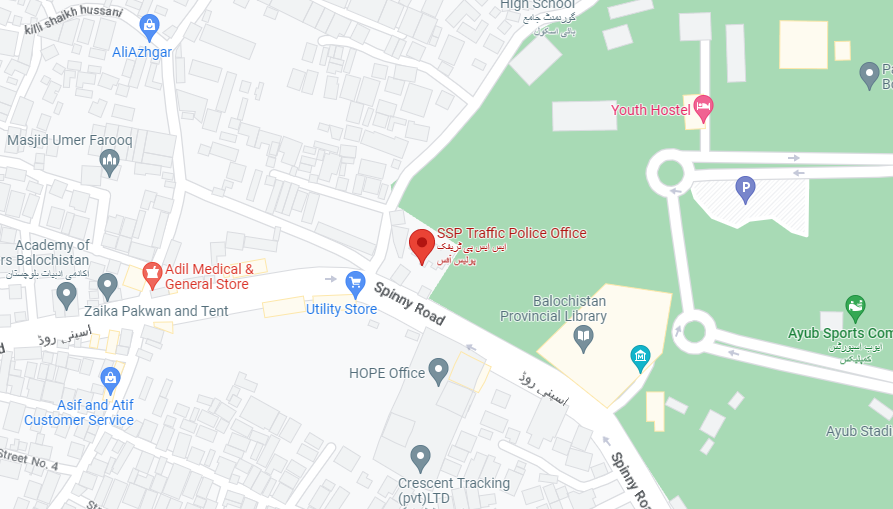 High School
گورنمنٹ جامع
ہائی اسکول
killi shaikh hussani
AliAzhgar
Youth Hostel
Masjid Umer Farooq
P
SSP Traffic Police Office
ایس ایس پی ٹریفک
پولیس آفس
Academy of
rs Balochistan
اکادمی ادبیات بلوچستان
Adil Medical &
General Store
Zaika Pakwan and Tent
Utility Store
Spinny Road
Balochistan
Provincial Library
Ayub Sports Com
ایوب اسپورٹس
کمپلیکس
اسپنی روڈ
HOPE Office
اسپنی روڈ
Asif and Atif
Customer Service
Ayub Stadi
Street No. 4
Crescent Tracking
(pvt)LTD
Spinny Roa